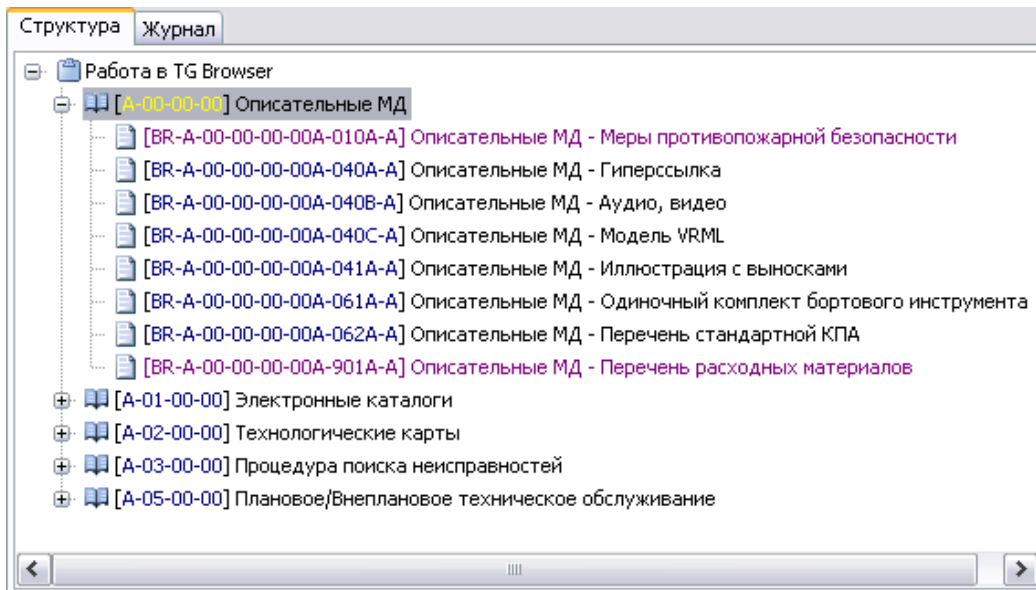 Структура Журнал
Работа в TG Browser
[A-00-00-00] Описательные МД
[BR-A-00-00-00-00A-010A-A] Описательные МД - Меры противопожарной безопасности
[BR-A-00-00-00-00A-040A-A] Описательные МД - Гиперссылка
[BR-A-00-00-00-00A-040B-A] Описательные МД - Аудио, видео
[BR-A-00-00-00-00A-040C-A] Описательные МД - Модель VRML
[BR-A-00-00-00-00A-041A-A] Описательные МД - Иллюстрация с выносками
[BR-A-00-00-00-00A-061A-A] Описательные МД - Одиночный комплект бортового инструмента
[BR-A-00-00-00-00A-062A-A] Описательные МД - Перечень стандартной КПА
[BR-A-00-00-00-00A-901A-A] Описательные МД - Перечень расходных материалов
[A-01-00-00] Электронные каталоги
[A-02-00-00] Технологические карты
[A-03-00-00] Процедура поиска неисправностей
[A-05-00-00] Плановое/Внеплановое техническое обслуживание